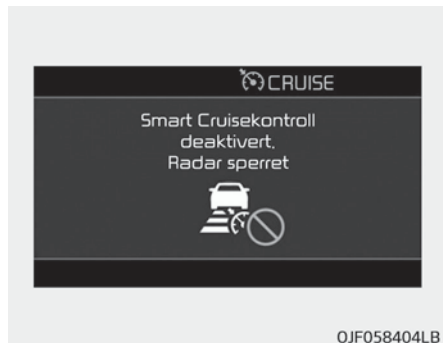 CRUISE
Smart Cruisekontroll
deaktivert,
Radar sperret
OJF058404LB